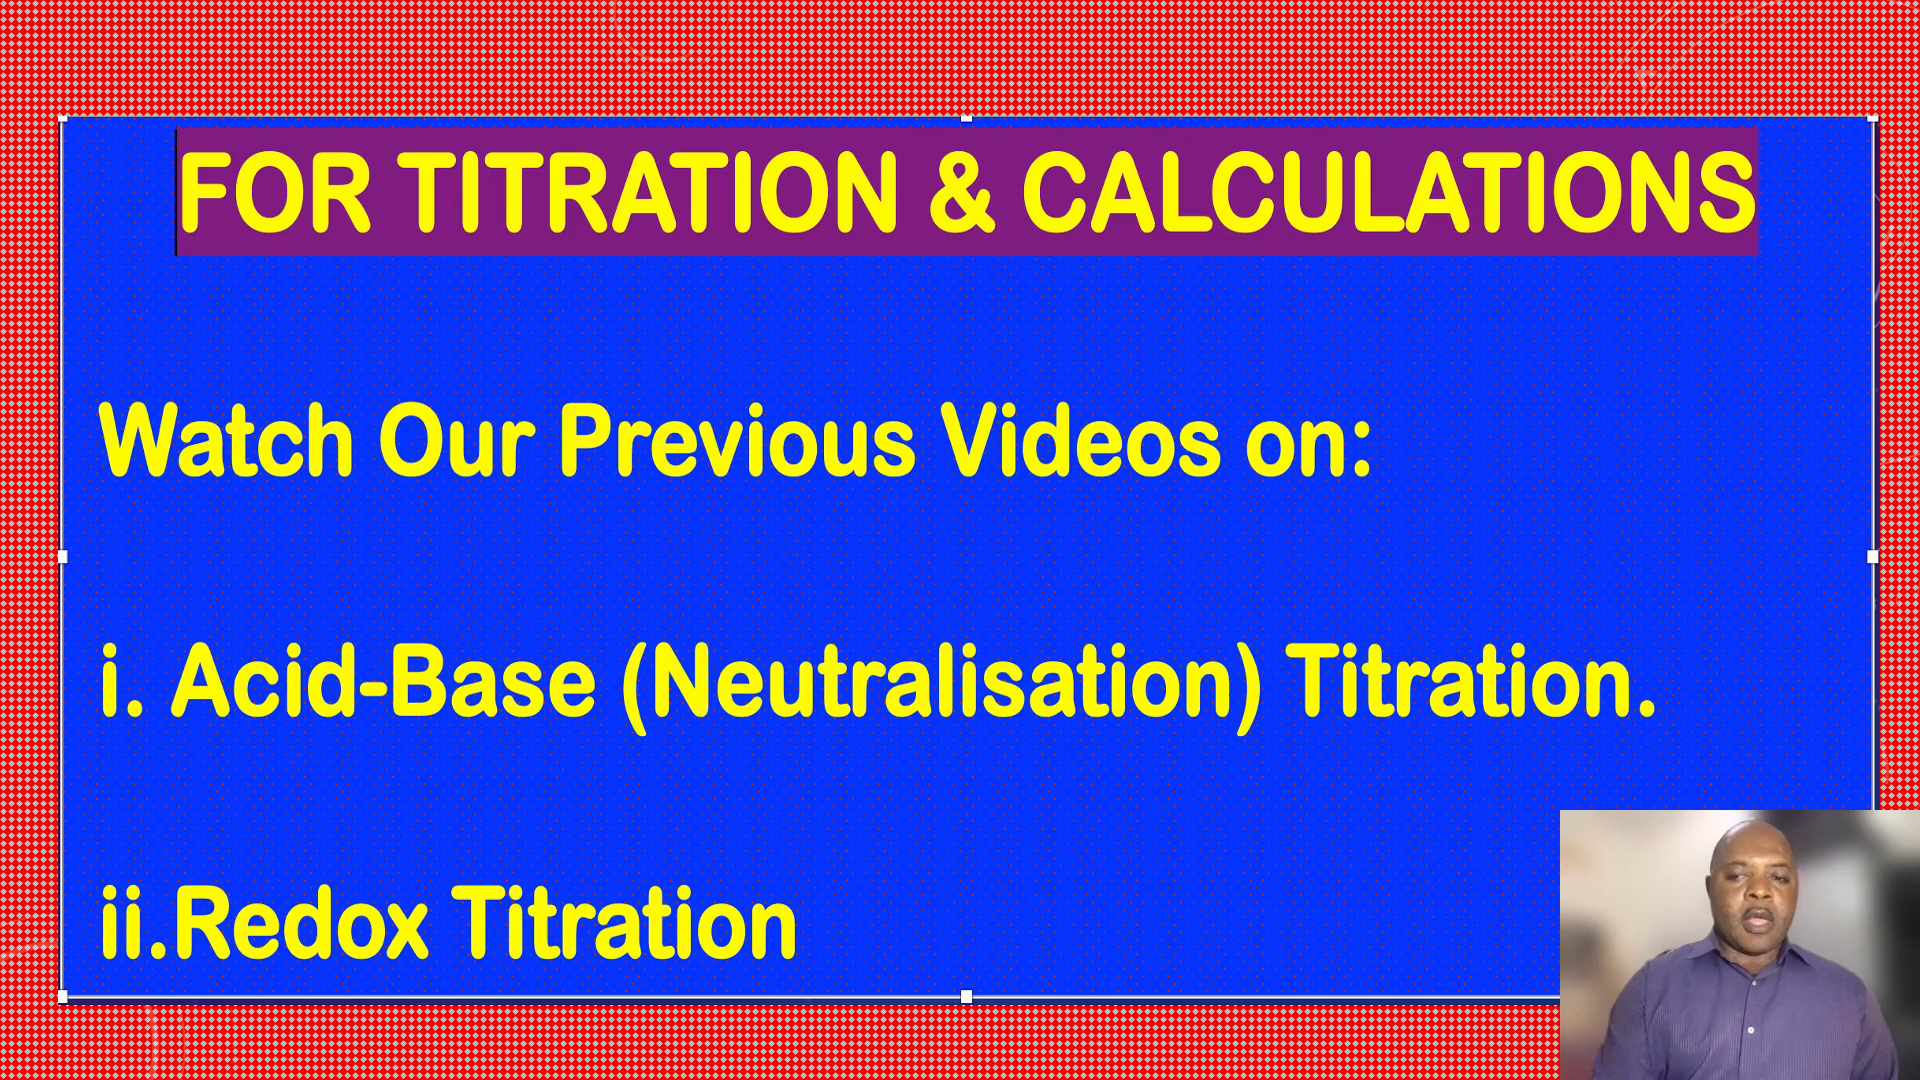 FOR TITRATION & CALCULATIONS
Watch Our Previous Videos on:
i. Acid-Base (Neutralisation) Titration.
ii.Redox Titration